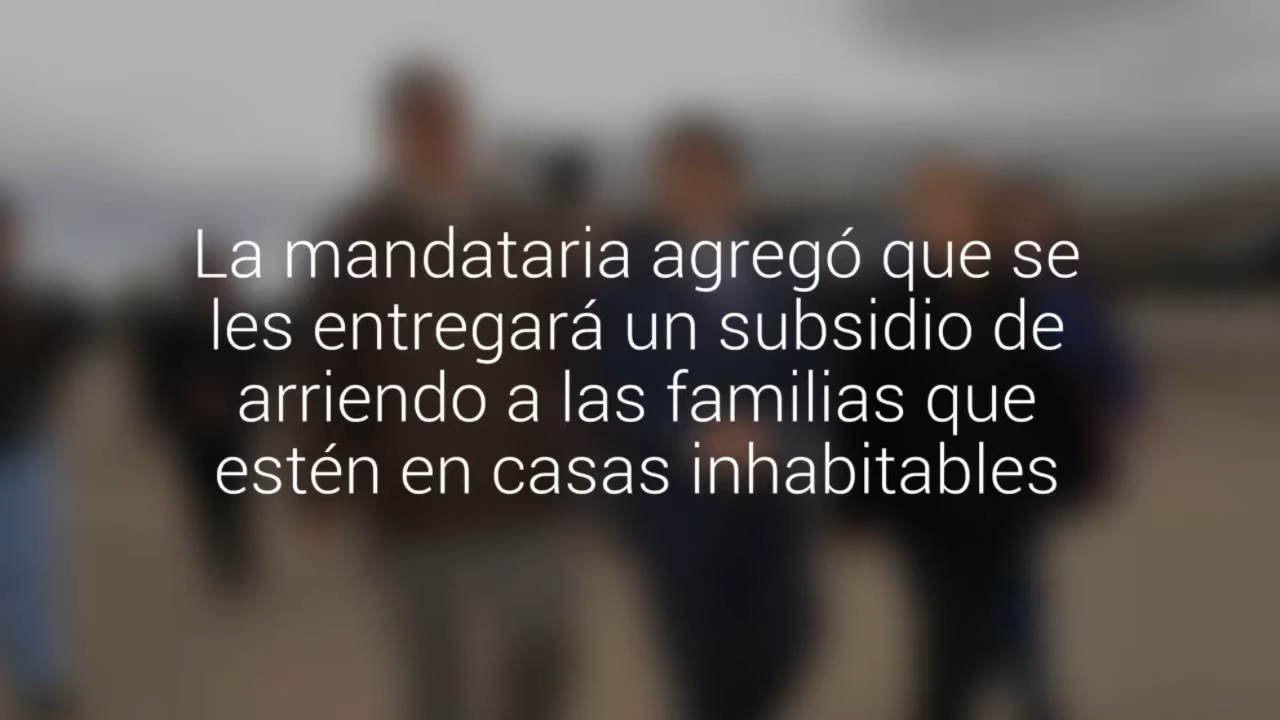 La mandataria agregó que se
les entregará un subsidio de
arriendo a las familias que
estén en casas inhabitables